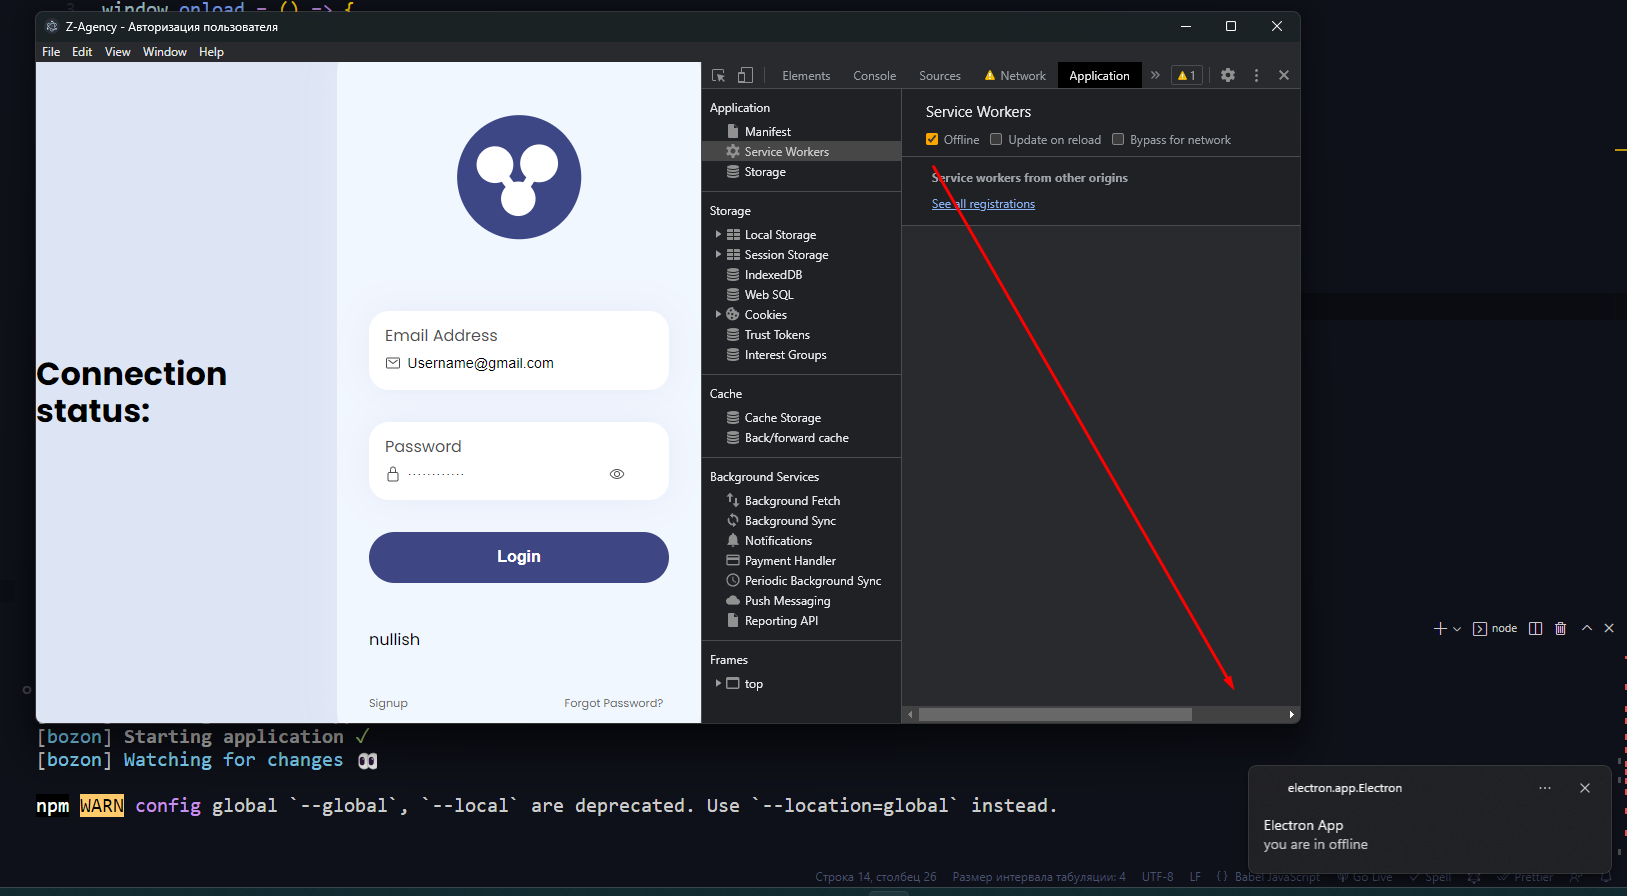 3 window.onload = () => {
Z-Agency - Авторизация пользователя
File Edit View Window Help
Elements Console Sources Network Application » 1
Connection
status:
Email Address
Username@gmail.com
Password
············
Login
nullish
Signup Forgot Password?
Application
Manifest
Service Workers
Storage
Storage
Local Storage
Session Storage
IndexedDB
Web SQL
Cookies
Trust Tokens
Interest Groups
Cache
Cache Storage
Back/forward cache
Background Services
Background Fetch
Background Sync
Notifications
Payment Handler
Periodic Background Sync
Push Messaging
Reporting API
Frames
top
Service Workers
Offline Update on reload Bypass for network
Service workers from other origins
See all registrations
node
[bozon] Starting application ✓
[bozon] Watching for changes 👀
npm WARN config global `--global`, `--local` are deprecated. Use `--location=global` instead.
electron.app.Electron
Electron App
you are in offline
Строка 14, столбец 26 Размер интервала табуляции: 4 UTF-8 LF {} Babel JavaScript Go Live Spell Prettier